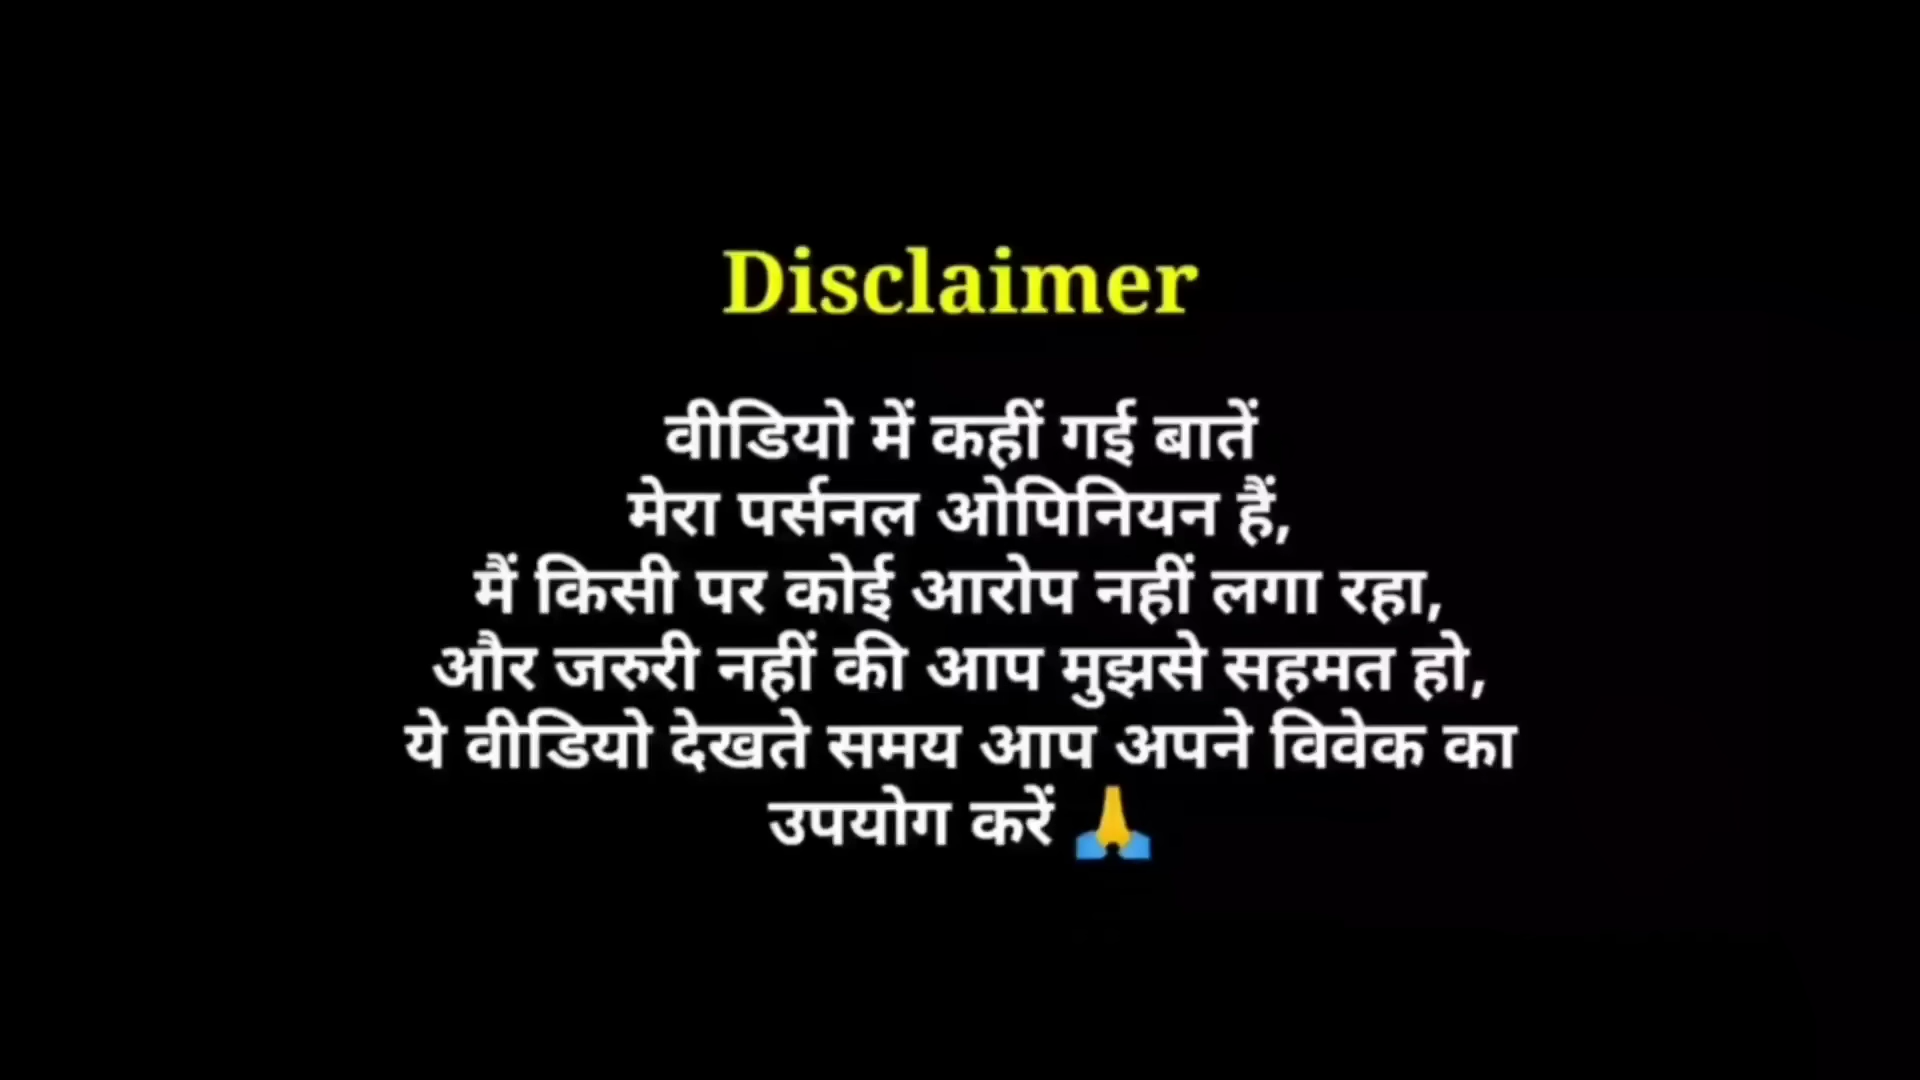 Disclaimer
वीडियो में कहीं गई बातें
मेरा पर्सनल ओपिनियन हैं,
मैं किसी पर कोई आरोप नहीं लगा रहा,
और जरुरी नहीं की आप मुझसे सहमत हो,
ये वीडियो देखते समय आप अपने विवेक का
उपयोग करें 🙏